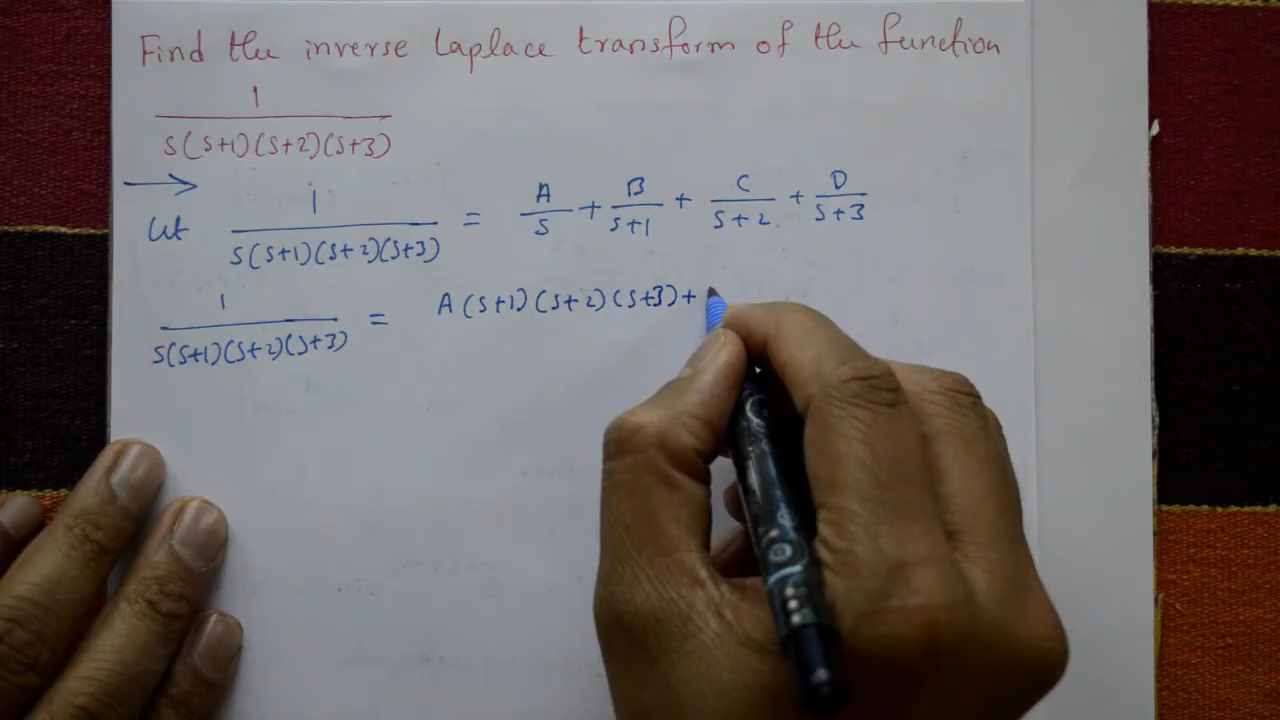 Find the inverse Laplace transform of the function
1
s(s+1)(s+2)(s+3)
→
Let 1 / s(s+1)(s+2)(s+3) = A/s + B/s+1 + C/s+2 + D/s+3
1 / s(s+1)(s+2)(s+3) = A(s+1)(s+2)(s+3)+